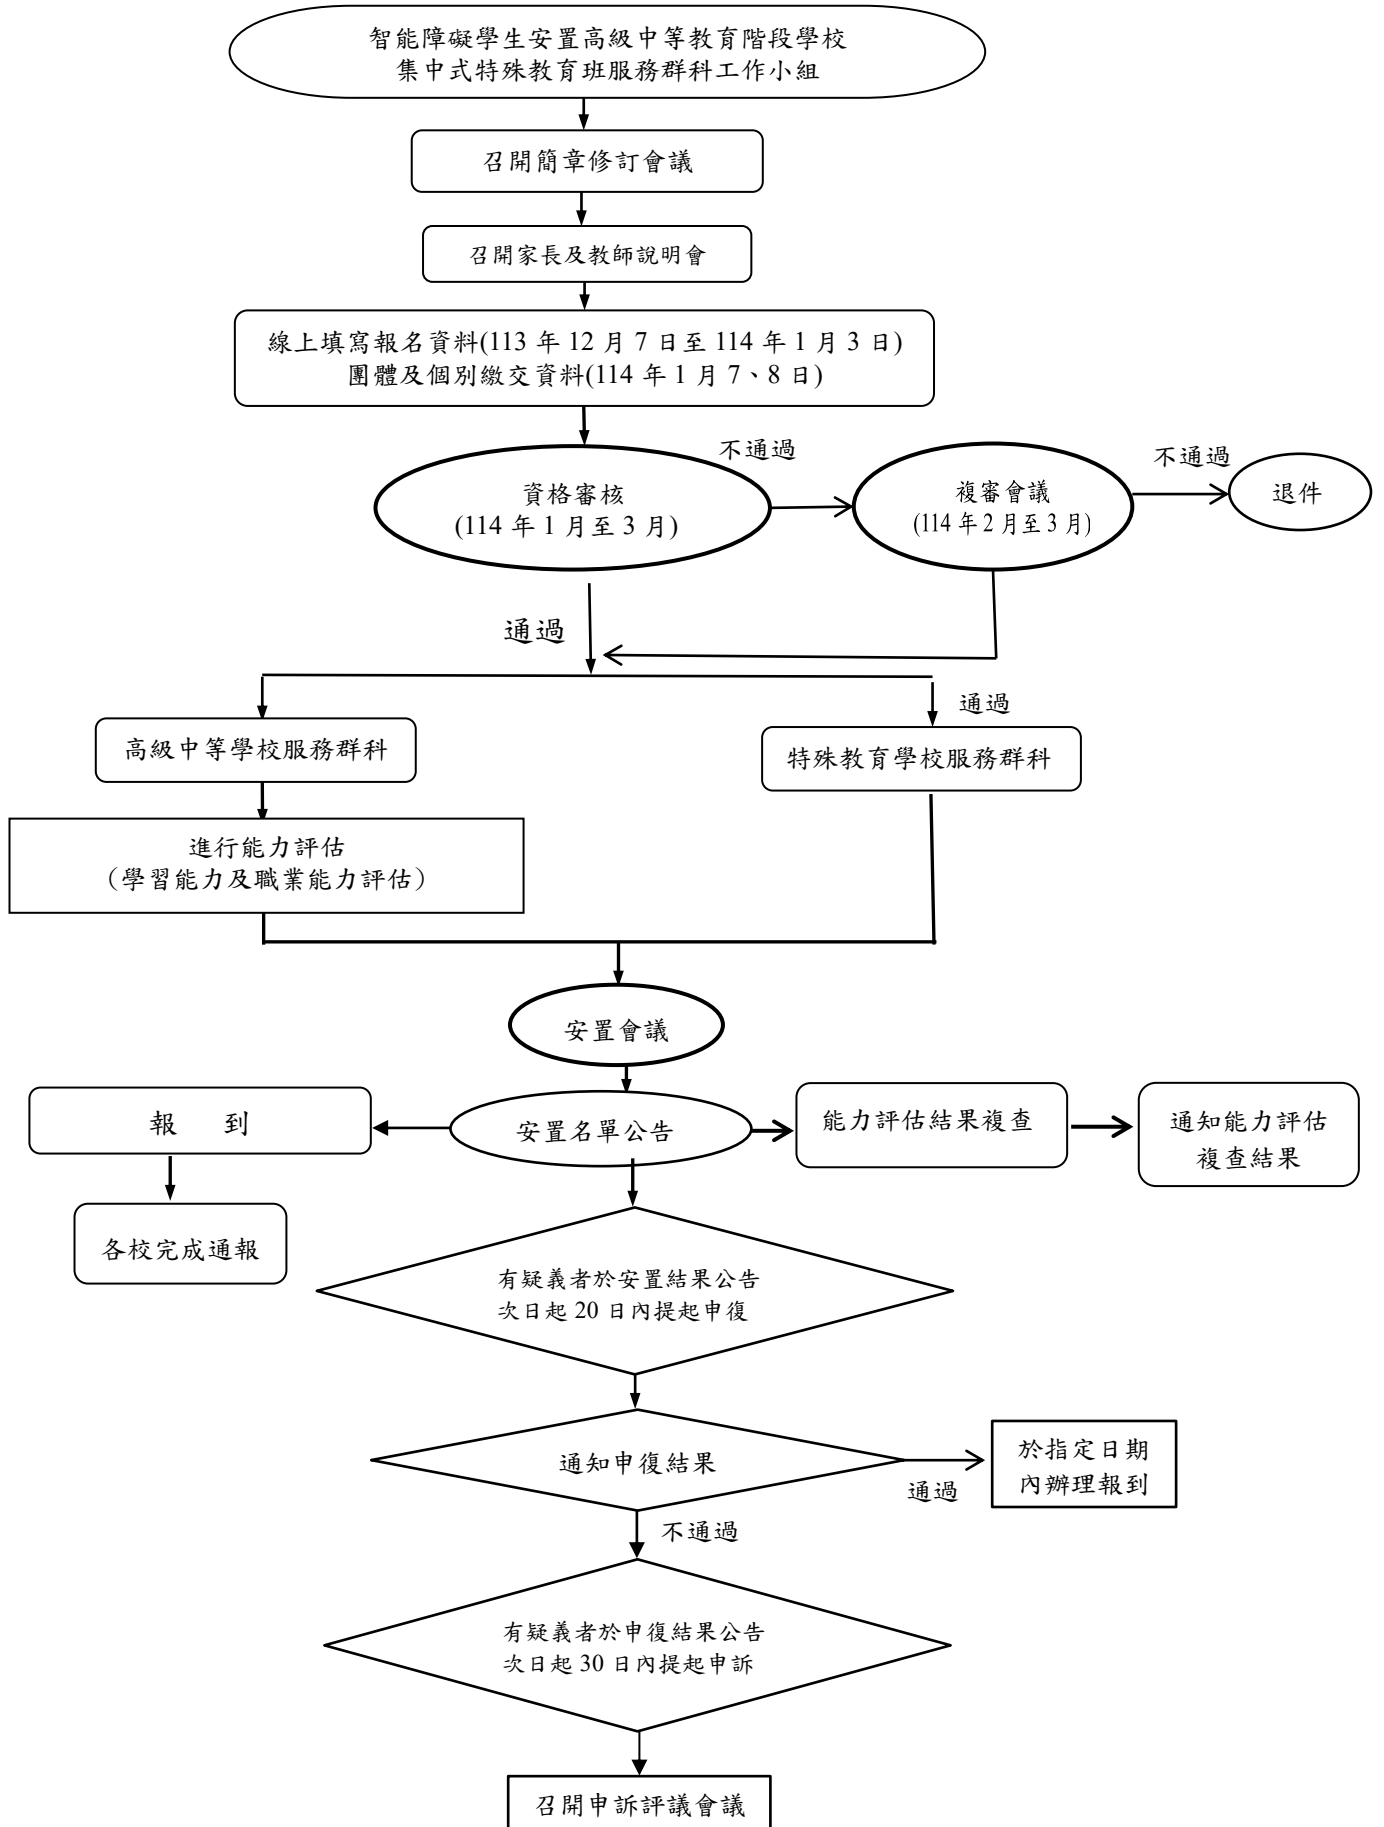 智能障礙學生安置高級中等教育階段學校
集中式特殊教育班服務群科工作小組
召開簡章修訂會議
召開家長及教師說明會
線上填寫報名資料(113 年 12 月 7 日至 114 年 1 月 3 日)
團體及個別繳交資料(114 年 1 月 7、8 日)
資格審核
(114 年 1 月至 3 月)
不通過
複審會議
(114 年 2 月至 3 月)
不通過
退件
通過
通過
高級中等學校服務群科
特殊教育學校服務群科
進行能力評估
（學習能力及職業能力評估）
安置會議
安置名單公告
報 到
各校完成通報
能力評估結果複查
通知能力評估
複查結果
有疑義者於安置結果公告
次日起 20 日內提起申復
通知申復結果
通過
於指定日期
內辦理報到
不通過
有疑義者於申復結果公告
次日起 30 日內提起申訴
召開申訴評議會議